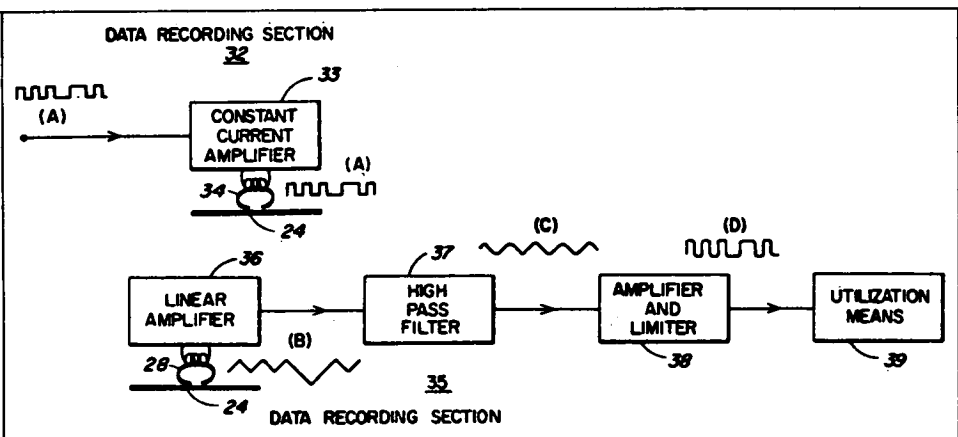 DATA RECORDING SECTION
32
33
(A)
CONSTANT
CURRENT
AMPLIFIER
34
(A)
24
(C)
(D)
36
37
LINEAR
AMPLIFIER
HIGH
PASS
FILTER
AMPLIFIER
AND
LIMITER
UTILIZATION
MEANS
(B)
28
38
39
24
35
DATA RECORDING SECTION